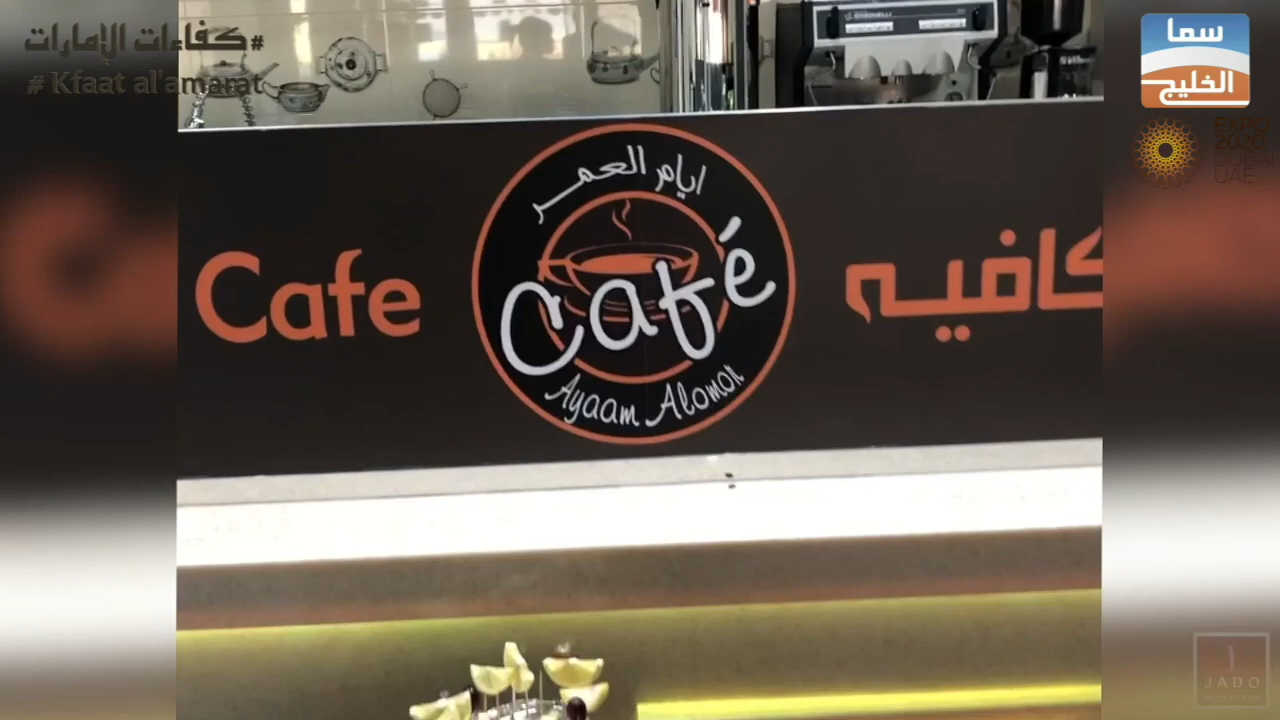 #كفاءات الإمارات
# Kfaat al'amarat
سما
الخليج
EXPO
2020
DUBAI
UAE
ايام العمر
Café
Ayaam Alomor
Cafe
كافيه
JADO